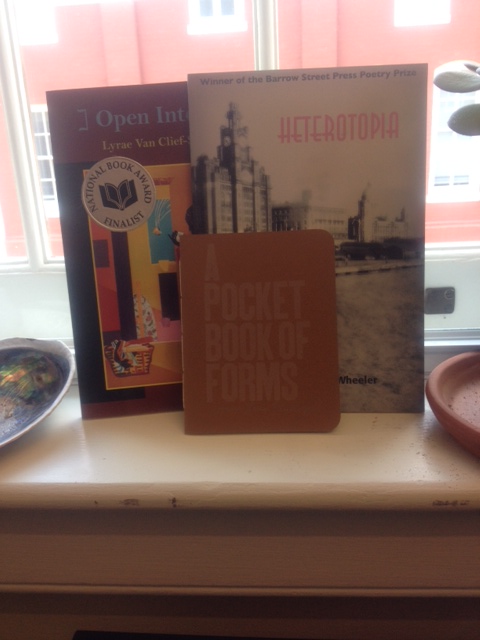 ] Open Int
Lyrae Van Clief-S
NATIONAL BOOK AWARD
FINALIST
Winner of the Barrow Street Press Poetry Prize
HETEROTOPIA
Wheeler
A
POCKET
BOOK OF
FORMS